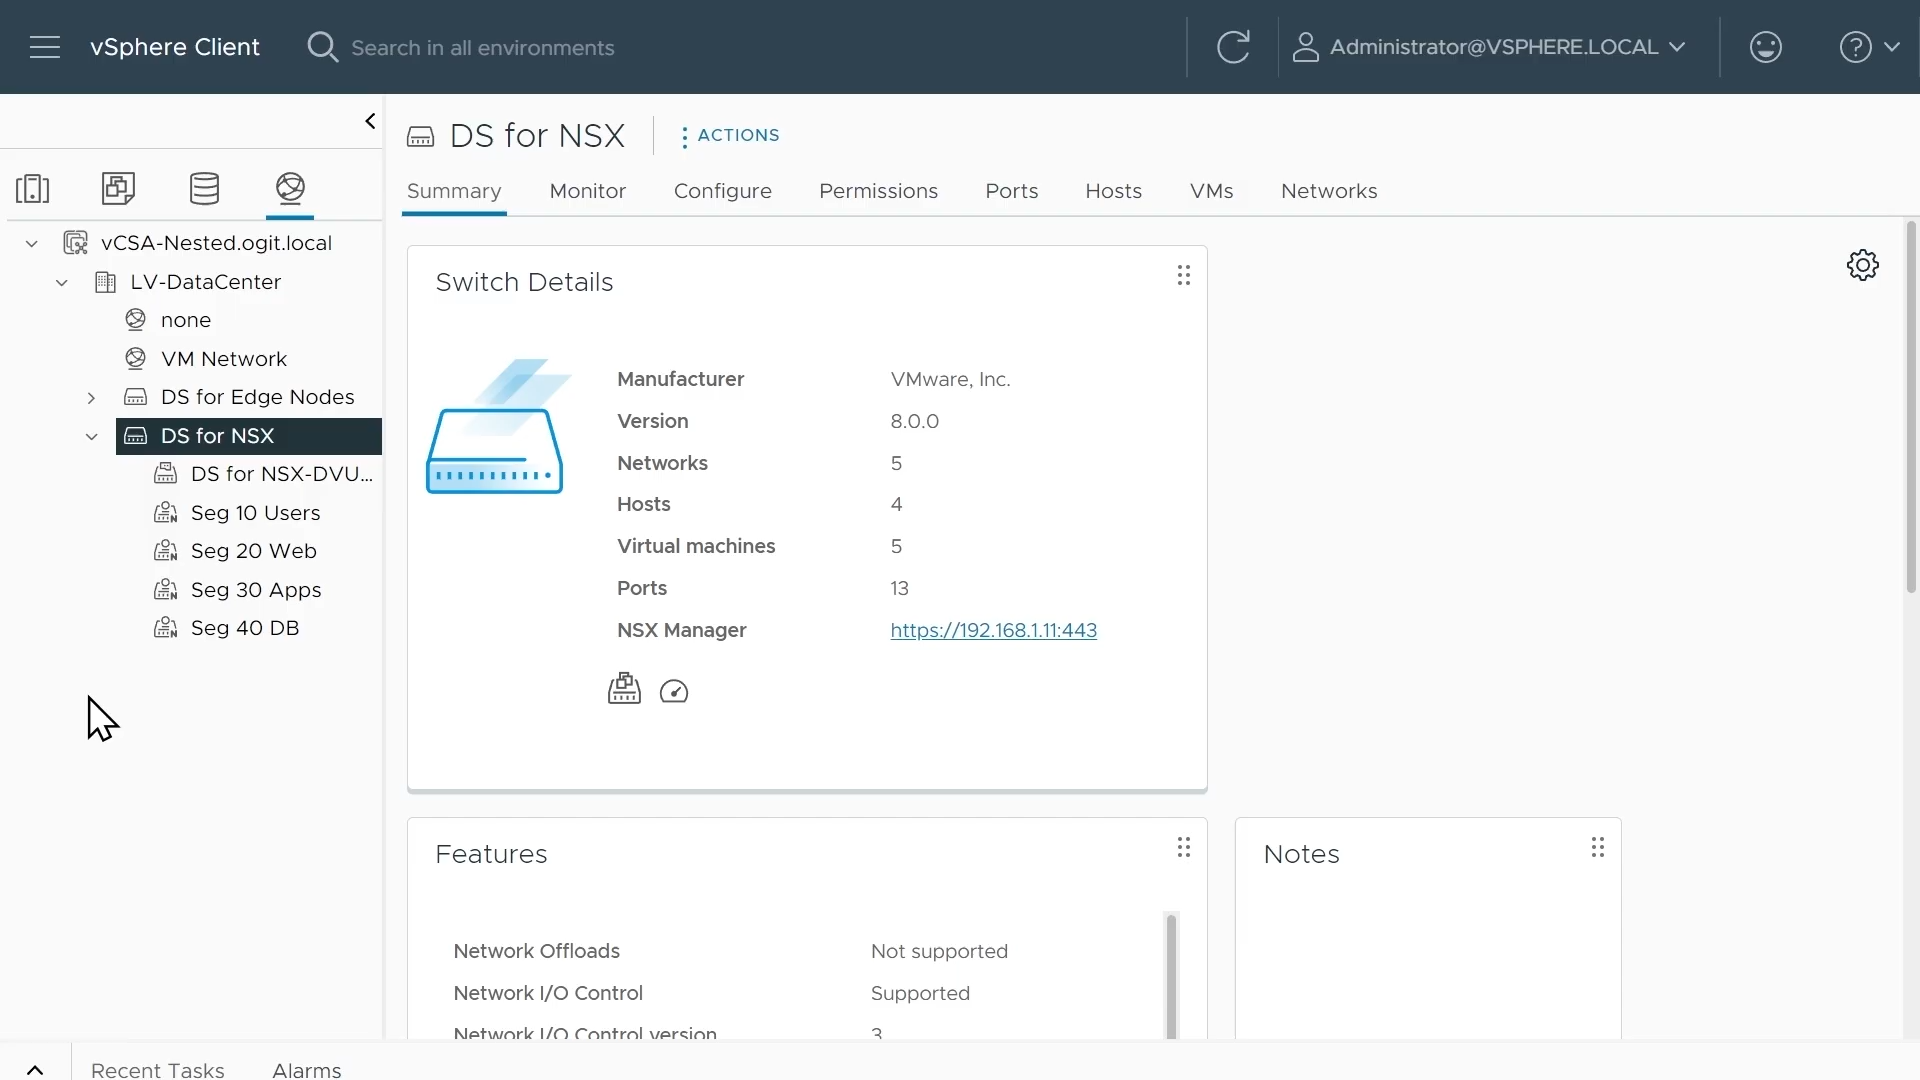 vSphere Client
Search in all environments
Administrator@VSPHERE.LOCAL
DS for NSX
ACTIONS
Summary
Monitor
Configure
Permissions
Ports
Hosts
VMs
Networks
vCSA-Nested.ogit.local
LV-DataCenter
none
VM Network
DS for Edge Nodes
DS for NSX
DS for NSX-DVU...
Seg 10 Users
Seg 20 Web
Seg 30 Apps
Seg 40 DB
Switch Details
Manufacturer VMware, Inc.
Version 8.0.0
Networks 5
Hosts 4
Virtual machines 5
Ports 13
NSX Manager https://192.168.1.11:443
Features
Network Offloads Not supported
Network I/O Control Supported
Network I/O Control version 3
Notes
Recent Tasks
Alarms